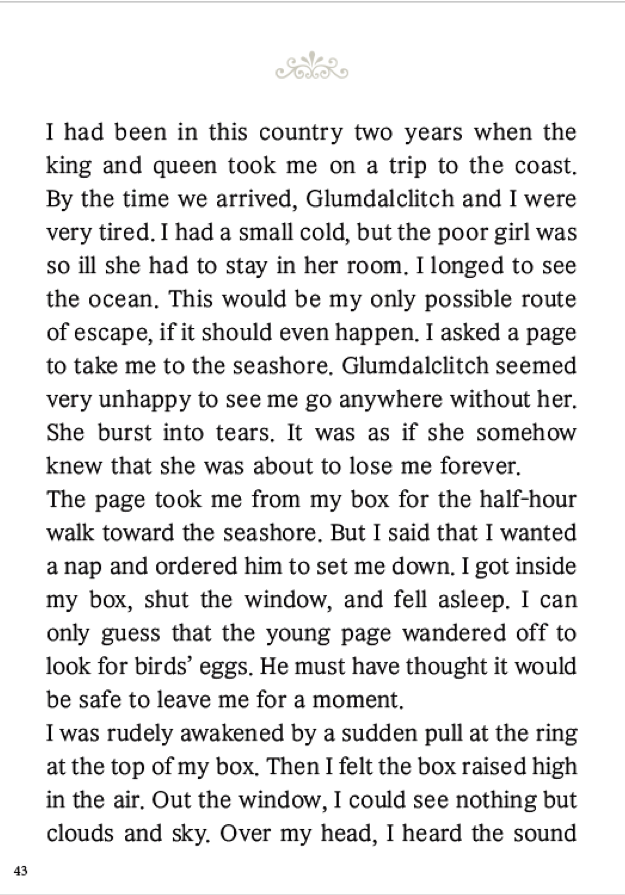 I had been in this country two years when the
king and queen took me on a trip to the coast.
By the time we arrived, Glumdalclitch and I were
very tired. I had a small cold, but the poor girl was
so ill she had to stay in her room. I longed to see
the ocean. This would be my only possible route
of escape, if it should even happen. I asked a page
to take me to the seashore. Glumdalclitch seemed
very unhappy to see me go anywhere without her.
She burst into tears. It was as if she somehow
knew that she was about to lose me forever.
The page took me from my box for the half-hour
walk toward the seashore. But I said that I wanted
a nap and ordered him to set me down. I got inside
my box, shut the window, and fell asleep. I can
only guess that the young page wandered off to
look for birds’ eggs. He must have thought it would
be safe to leave me for a moment.
I was rudely awakened by a sudden pull at the ring
at the top of my box. Then I felt the box raised high
in the air. Out the window, I could see nothing but
clouds and sky. Over my head, I heard the sound
43